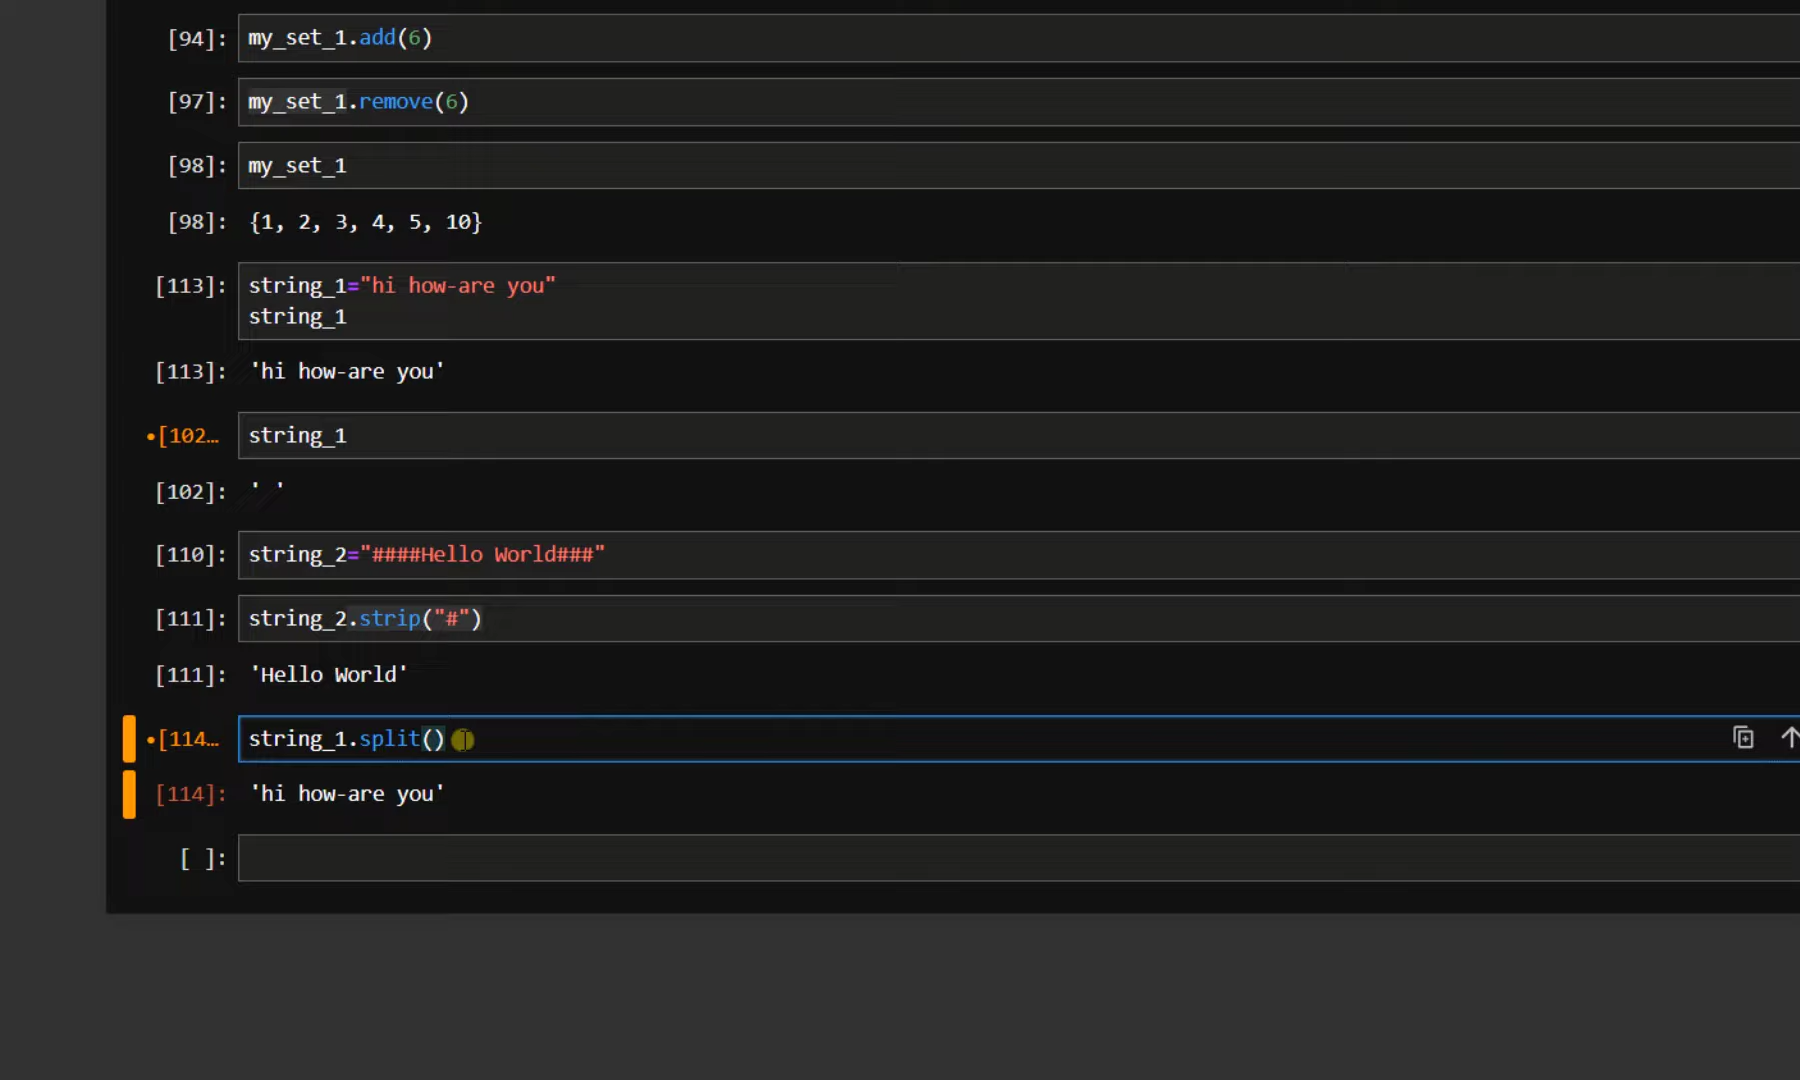 [94]: my_set_1.add(6)
[97]: my_set_1.remove(6)
[98]: my_set_1
[98]: {1, 2, 3, 4, 5, 10}
[113]: string_1="hi how-are you"
string_1
[113]: 'hi how-are you'
•[102… string_1
[102]: ' '
[110]: string_2="####Hello World###"
[111]: string_2.strip("#")
[111]: 'Hello World'
•[114… string_1.split()
[114]: 'hi how-are you'
[ ]: